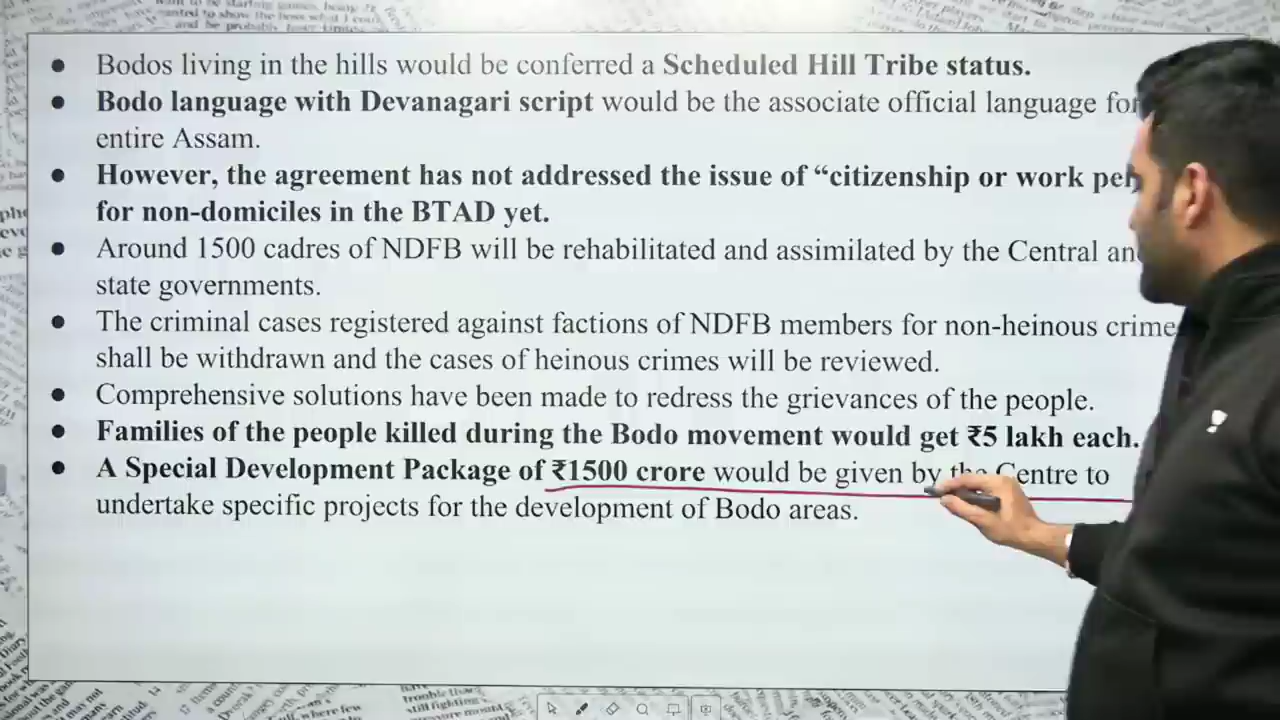 ● Bodos living in the hills would be conferred a Scheduled Hill Tribe status.
● Bodo language with Devanagari script would be the associate official language for
entire Assam.
● However, the agreement has not addressed the issue of “citizenship or work
for non-domiciles in the BTAD yet.
● Around 1500 cadres of NDFB will be rehabilitated and assimilated by the Central
state governments.
● The criminal cases registered against factions of NDFB members for non-heinous
shall be withdrawn and the cases of heinous crimes will be reviewed.
● Comprehensive solutions have been made to redress the grievances of the people.
● Families of the people killed during the Bodo movement would get ₹5 lakh each.
● A Special Development Package of ₹1500 crore would be given by the Centre to
undertake specific projects for the development of Bodo areas.